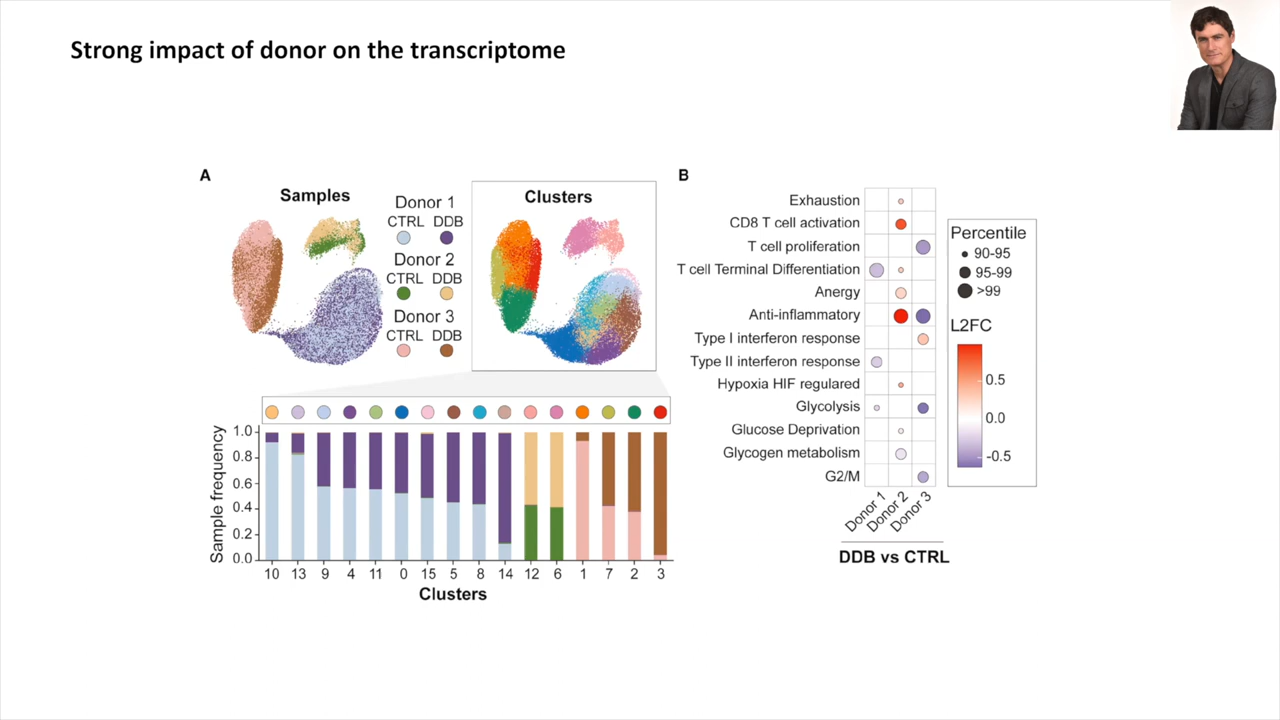 Strong impact of donor on the transcriptome
A
Samples
Donor 1
CTRL DDB
Donor 2
CTRL DDB
Donor 3
CTRL DDB
Clusters
Sample frequency
1.0
0.8
0.6
0.4
0.2
0.0
10 13 9 4 11 0 15 5 8 14 12 6 1 7 2 3
Clusters
B
Exhaustion
CD8 T cell activation
T cell proliferation
T cell Terminal Differentiation
Anergy
Anti-inflammatory
Type I interferon response
Type II interferon response
Hypoxia HIF regulared
Glycolysis
Glucose Deprivation
Glycogen metabolism
G2/M
Donor 1 Donor 2 Donor 3
DDB vs CTRL
Percentile
90-95
95-99
>99
L2FC
0.5
0.0
-0.5